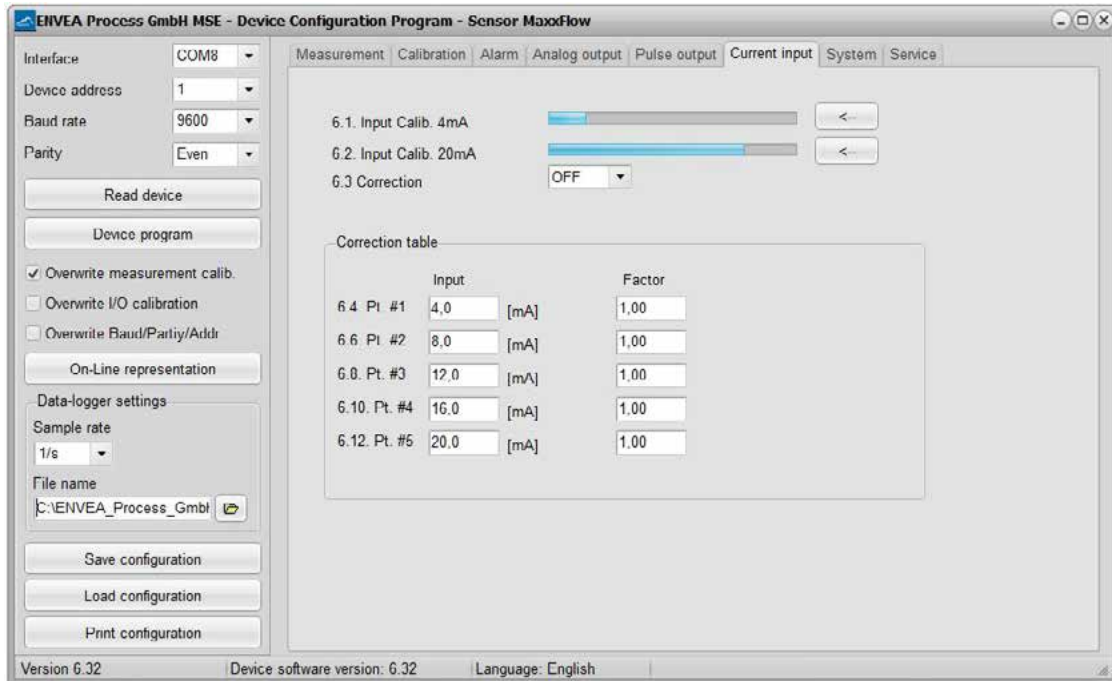 ENVEA Process GmbH MSE - Device Configuration Program - Sensor MaxxFlow
Interface COM8
Device address 1
Baud rate 9600
Parity Even
Read device
Device program
Overwrite measurement calib.
Overwrite I/O calibration
Overwrite Baud/Partiy/Addr
On-Line representation
Data-logger settings
Sample rate
1/s
File name
C:\ENVEA_Process_Gmbl
Save configuration
Load configuration
Print configuration
Measurement Calibration Alarm Analog output Pulse output Current input System Service
6.1. Input Calib. 4mA <--
6.2. Input Calib. 20mA <--
6.3 Correction OFF
Correction table
Input Factor
6.4. Pt. #1 4,0 [mA] 1,00
6.6. Pt. #2 8,0 [mA] 1,00
6.8. Pt. #3 12,0 [mA] 1,00
6.10. Pt. #4 16,0 [mA] 1,00
6.12. Pt. #5 20,0 [mA] 1,00
Version 6.32 Device software version: 6.32 Language: English